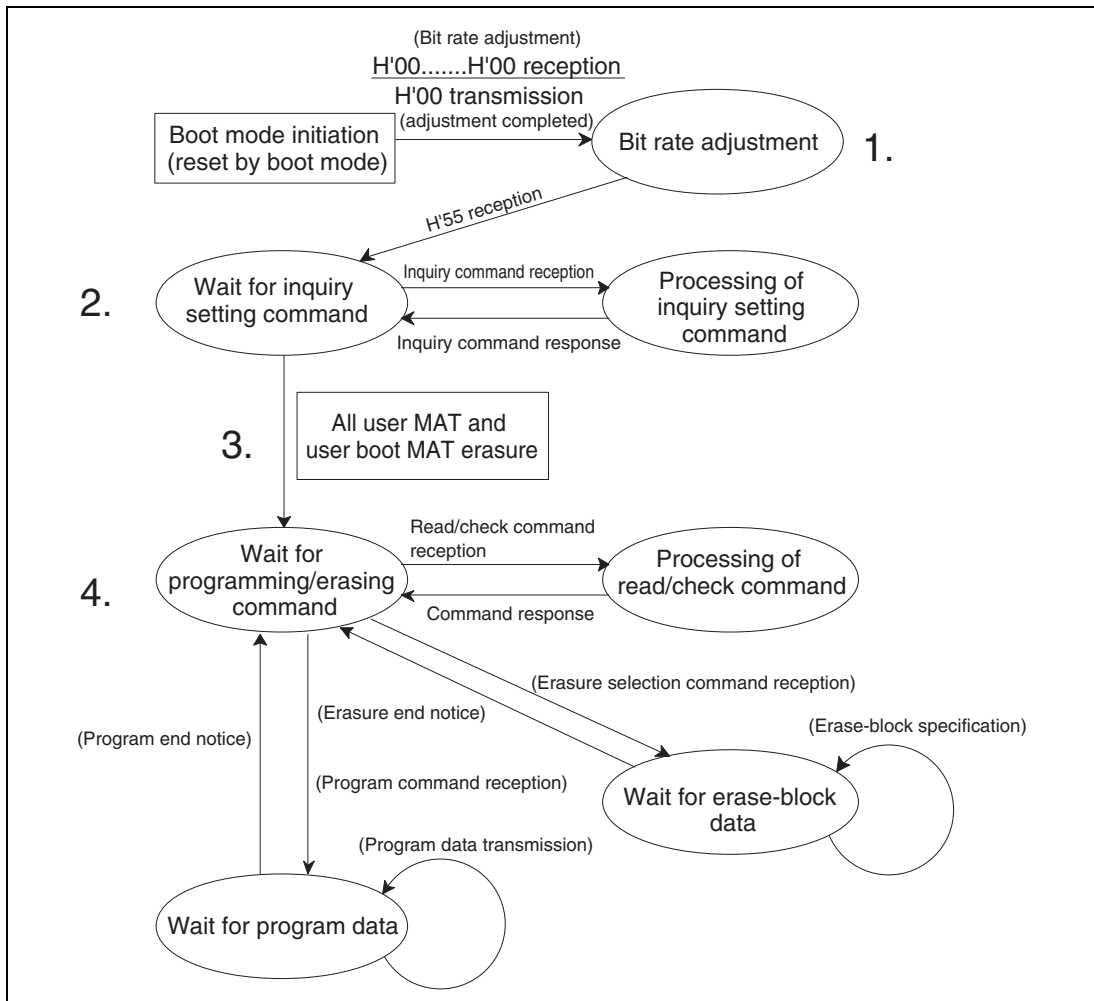 (Bit rate adjustment)
H'00.......H'00 reception
H'00 transmission
(adjustment completed)
Boot mode initiation
(reset by boot mode)
Bit rate adjustment
1.
H'55 reception
2.
Wait for inquiry
setting command
Inquiry command reception
Inquiry command response
Processing of
inquiry setting
command
3.
All user MAT and
user boot MAT erasure
4.
Wait for
programming/erasing
command
Read/check command
reception
Command response
Processing of
read/check command
(Erasure selection command reception)
(Program end notice)
(Erasure end notice)
(Erase-block specification)
(Program command reception)
Wait for erase-block
data
(Program data transmission)
Wait for program data